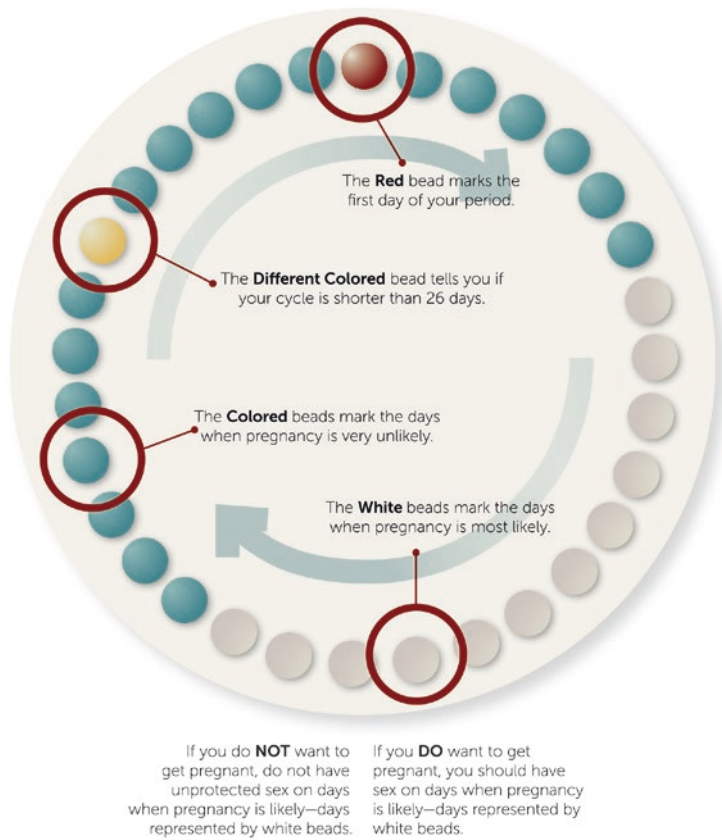 The Red bead marks the
first day of your period.
The Different Colored bead tells you if
your cycle is shorter than 26 days.
The Colored beads mark the days
when pregnancy is very unlikely.
The White beads mark the days
when pregnancy is most likely.
If you do NOT want to
get pregnant, do not have
unprotected sex on days
when pregnancy is likely—days
represented by white beads.
If you DO want to get
pregnant, you should have
sex on days when pregnancy
is likely—days represented by
white beads.